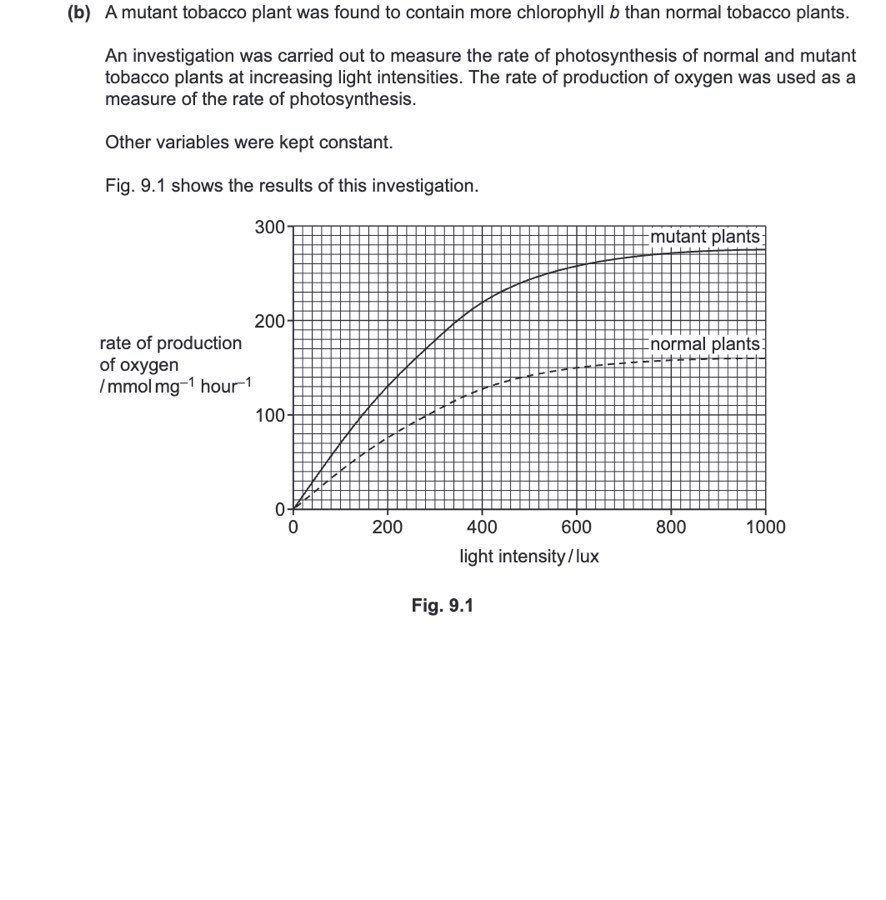 (b) A mutant tobacco plant was found to contain more chlorophyll b than normal tobacco plants.
An investigation was carried out to measure the rate of photosynthesis of normal and mutant
tobacco plants at increasing light intensities. The rate of production of oxygen was used as a
measure of the rate of photosynthesis.
Other variables were kept constant.
Fig. 9.1 shows the results of this investigation.
300
mutant plants
200
rate of production
of oxygen
/mmol mg⁻¹ hour⁻¹
normal plants
100
0
0 200 400 600 800 1000
light intensity/lux
Fig. 9.1